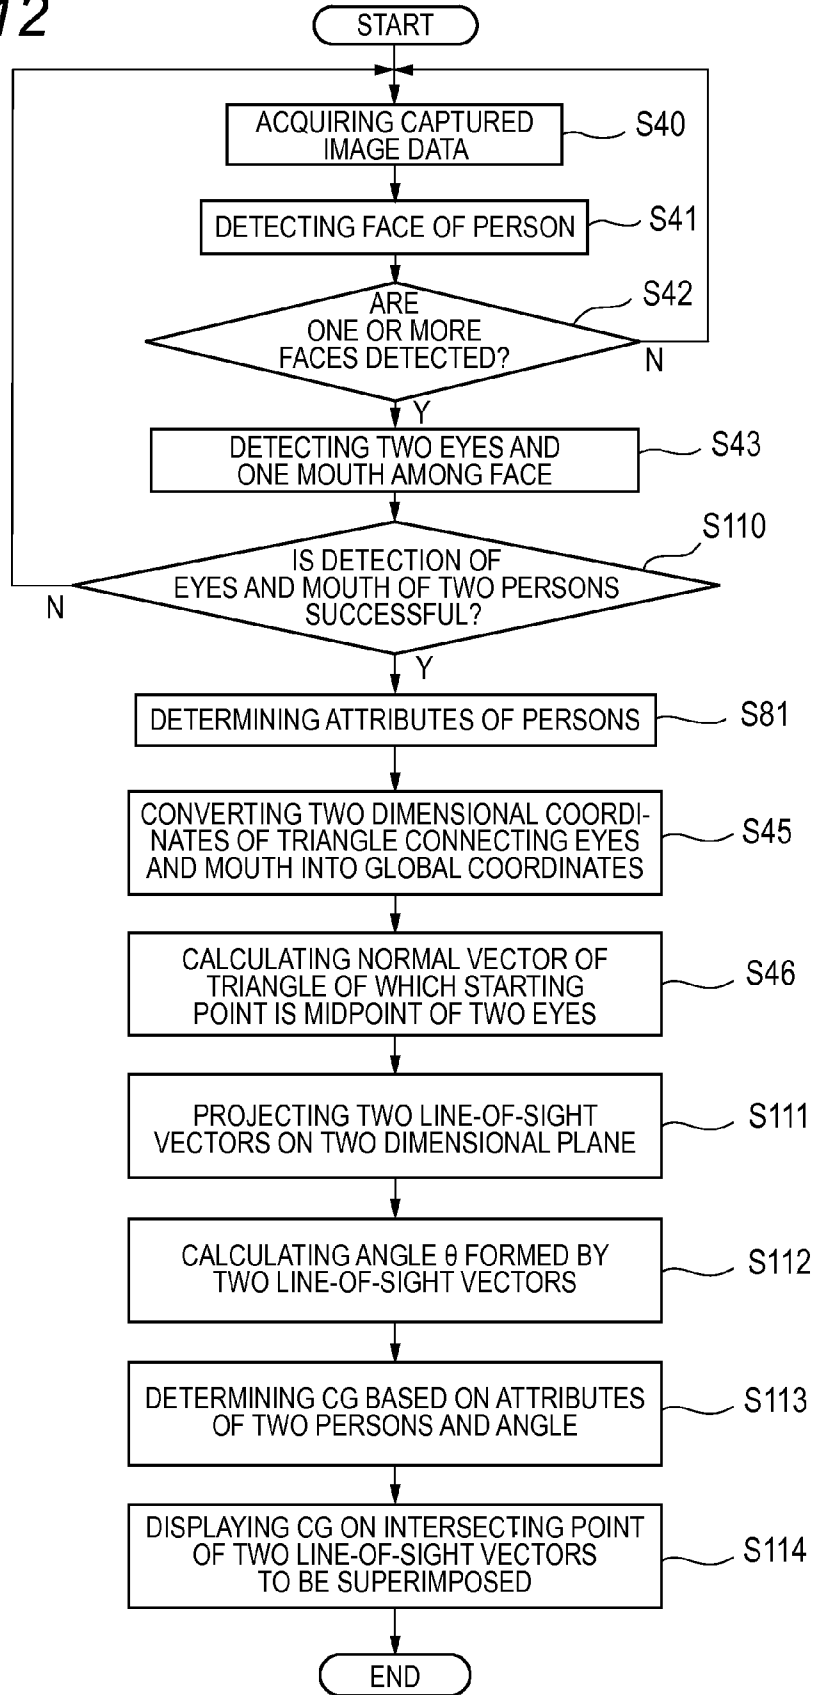 12
START
ACQUIRING CAPTURED
IMAGE DATA
S40
DETECTING FACE OF PERSON
S41
ARE
ONE OR MORE
FACES DETECTED?
S42
N
Y
DETECTING TWO EYES AND
ONE MOUTH AMONG FACE
S43
IS DETECTION OF
EYES AND MOUTH OF TWO PERSONS
SUCCESSFUL?
S110
N
Y
DETERMINING ATTRIBUTES OF PERSONS
S81
CONVERTING TWO DIMENSIONAL COORDI-
NATES OF TRIANGLE CONNECTING EYES
AND MOUTH INTO GLOBAL COORDINATES
S45
CALCULATING NORMAL VECTOR OF
TRIANGLE OF WHICH STARTING
POINT IS MIDPOINT OF TWO EYES
S46
PROJECTING TWO LINE-OF-SIGHT
VECTORS ON TWO DIMENSIONAL PLANE
S111
CALCULATING ANGLE θ FORMED BY
TWO LINE-OF-SIGHT VECTORS
S112
DETERMINING CG BASED ON ATTRIBUTES
OF TWO PERSONS AND ANGLE
S113
DISPLAYING CG ON INTERSECTING POINT
OF TWO LINE-OF-SIGHT VECTORS
TO BE SUPERIMPOSED
S114
END